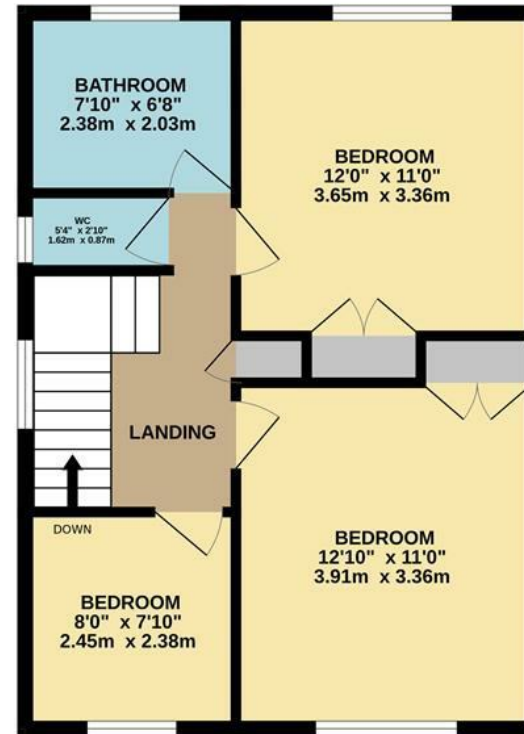 BATHROOM
7'10" x 6'8"
2.38m x 2.03m
BEDROOM
12'0" x 11'0"
3.65m x 3.36m
WC
5'4" x 2'10"
1.62m x 0.87m
LANDING
DOWN
BEDROOM
8'0" x 7'10"
2.45m x 2.38m
BEDROOM
12'10" x 11'0"
3.91m x 3.36m